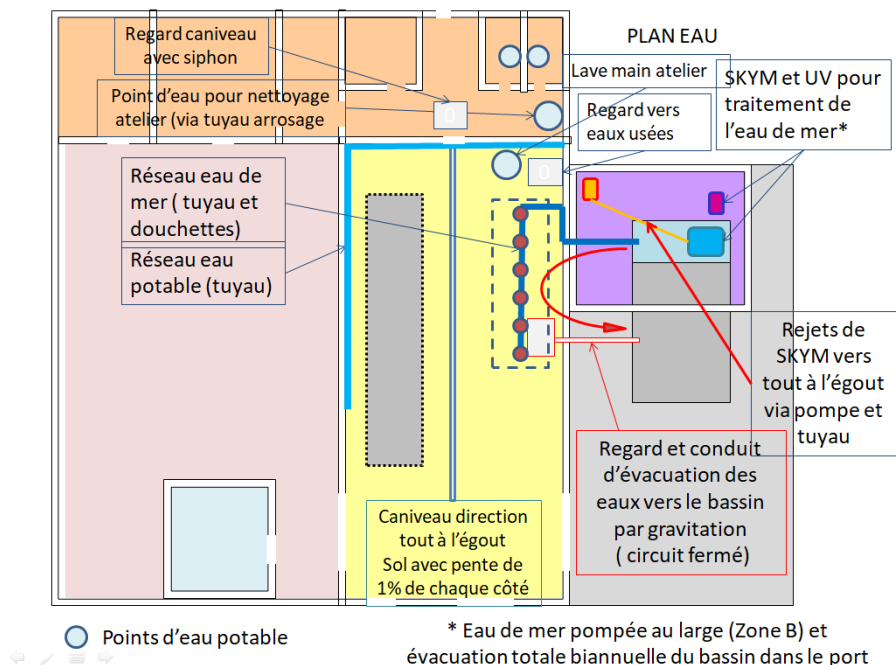 PLAN EAU
Regard caniveau
avec siphon
Point d'eau pour nettoyage
atelier (via tuyau arrosage
0
Lave main atelier
Regard vers
eaux usées
0
SKYM et UV pour
traitement de
l'eau de mer*
Réseau eau de
mer ( tuyau et
douchettes)
Réseau eau
potable (tuyau)
Rejets de
SKYM vers
tout à l'égout
via pompe et
tuyau
Regard et conduit
d'évacuation des
eaux vers le bassin
par gravitation
( circuit fermé)
Caniveau direction
tout à l'égout
Sol avec pente de
1% de chaque côté
Points d'eau potable
* Eau de mer pompée au large (Zone B) et
évacuation totale biannuelle du bassin dans le port